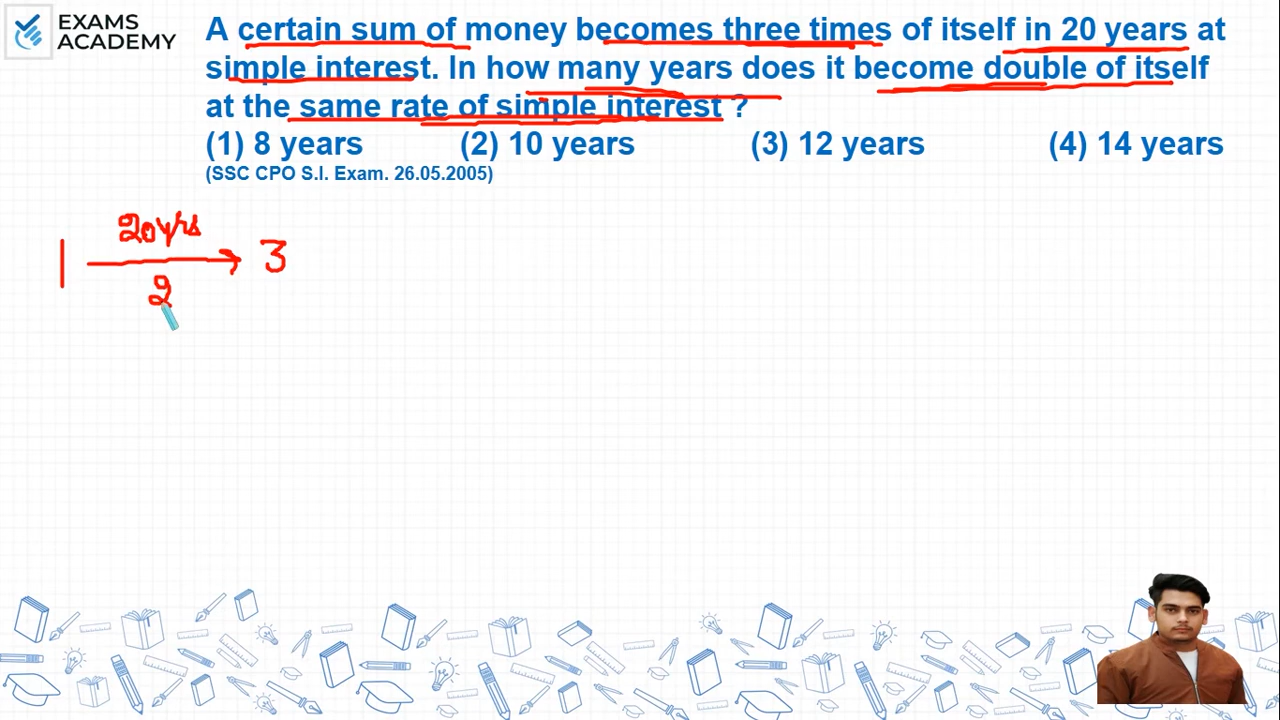 EXAMS
ACADEMY
A certain sum of money becomes three times of itself in 20 years at
simple interest. In how many years does it become double of itself
at the same rate of simple interest ?
(1) 8 years (2) 10 years (3) 12 years (4) 14 years
(SSC CPO S.I. Exam. 26.05.2005)
20yrs
1 → 3
2